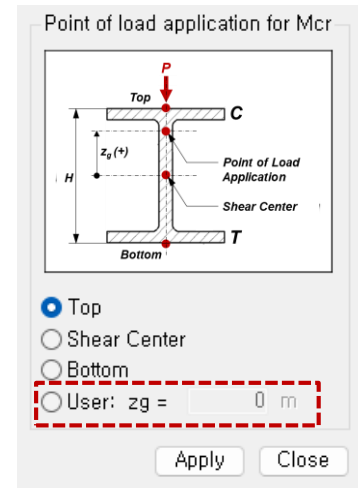 Point of load application for Mcr
P
Top
C
zg (+)
H
Point of Load
Application
Shear Center
T
Bottom
Top
Shear Center
Bottom
User: zg = 0 m
Apply Close